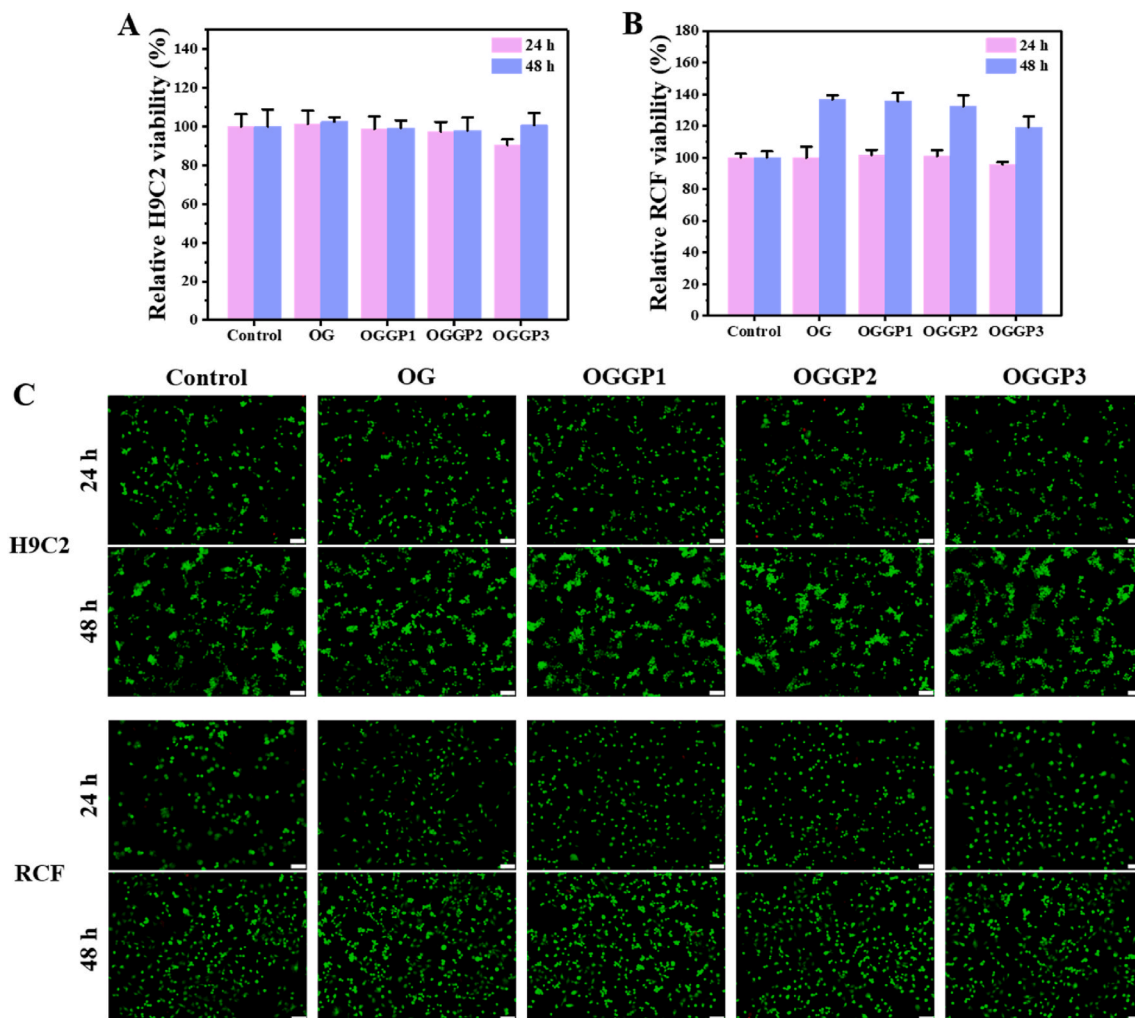 A
Relative H9C2 viability (%)
140
120
100
80
60
40
20
0
24 h
48 h
Control OG OGGP1 OGGP2 OGGP3
B
Relative RCF viability (%)
180
160
140
120
100
80
60
40
20
0
24 h
48 h
Control OG OGGP1 OGGP2 OGGP3
C
Control OG OGGP1 OGGP2 OGGP3
H9C2
24 h
48 h
RCF
24 h
48 h